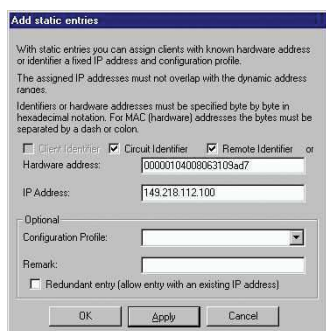 Add static entries
With static entries you can assign clients with known hardware address
or identifier a fixed IP address and configuration profile.
The assigned IP addresses must not overlap with the dynamic address
ranges.
Identifiers or hardware addresses must be specified byte by byte in
hexadecimal notation. For MAC (hardware) addresses the bytes must be
separated by a dash or colon.
Client Identifier Circuit Identifier Remote Identifier or
Hardware address: 00000104008063109ad7
IP Address: 149.218.112.100
Optional
Configuration Profile:
Remark:
Redundant entry (allow entry with an existing IP address)
OK Apply Cancel